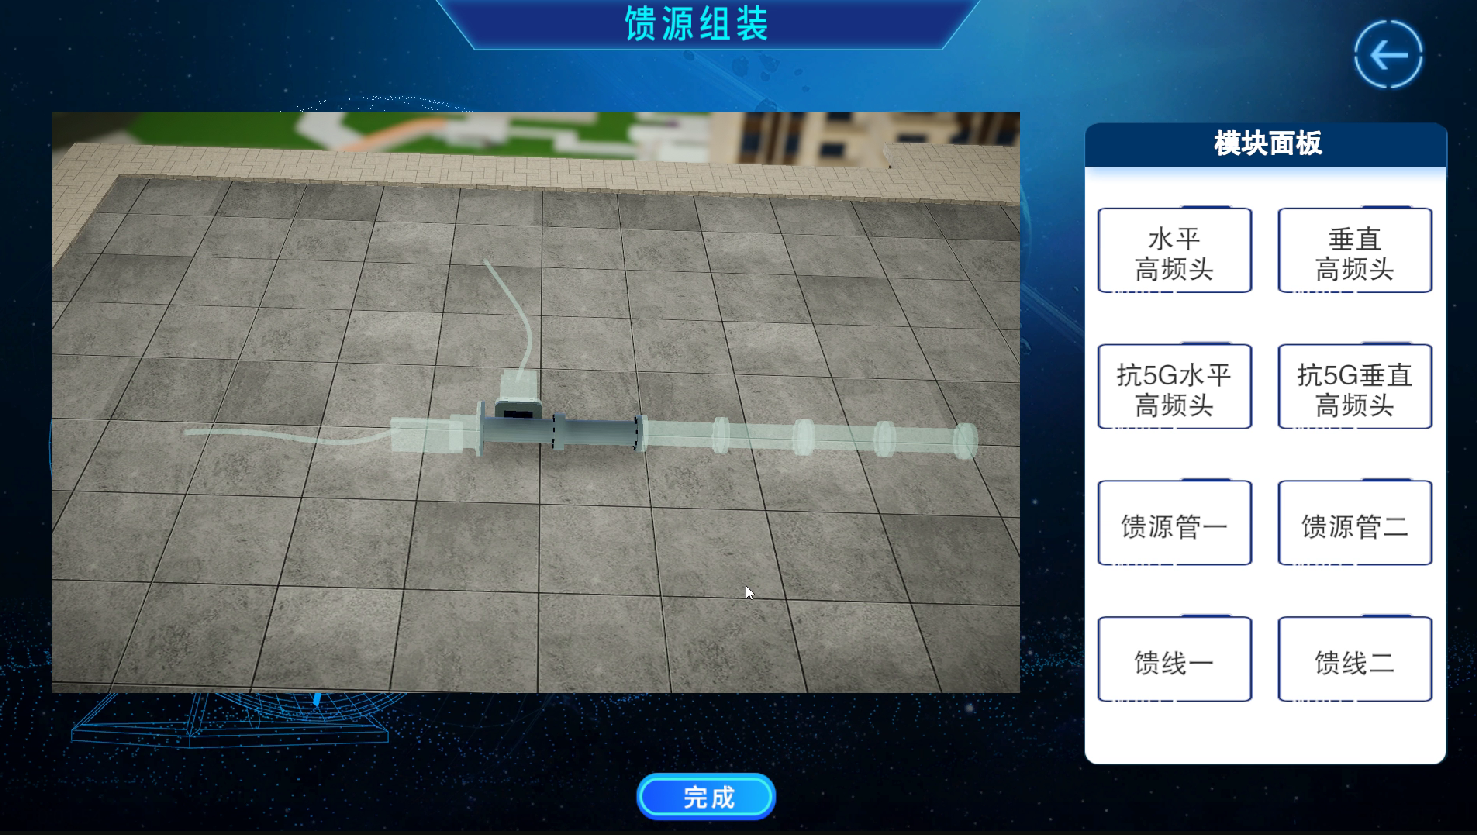 馈源组装
模块面板
水平
高频头
垂直
高频头
抗5G水平
高频头
抗5G垂直
高频头
馈源管一
馈源管二
馈线一
馈线二
完成